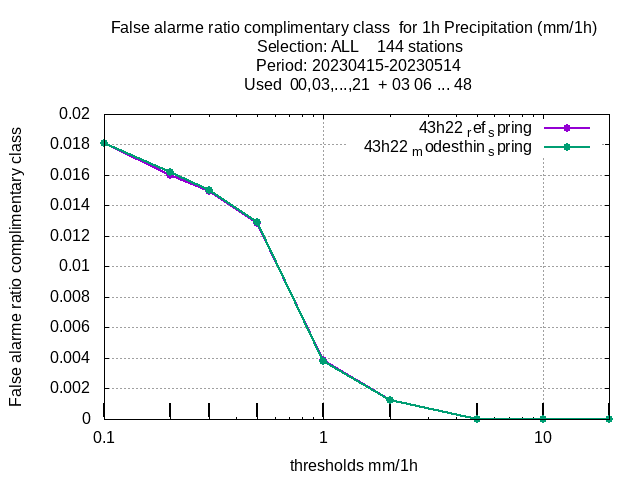 False alarme ratio complimentary class  for 1h Precipitation (mm/1h)
Selection: ALL    144 stations
Period: 20230415-20230514
Used  00,03,...,21  + 03 06 ... 48
False alarme ratio complimentary class
0.02
0.018
0.016
0.014
0.012
0.01
0.008
0.006
0.004
0.002
0
43h22 ref spring
43h22 modesthin spring
0.1
1
10
thresholds mm/1h